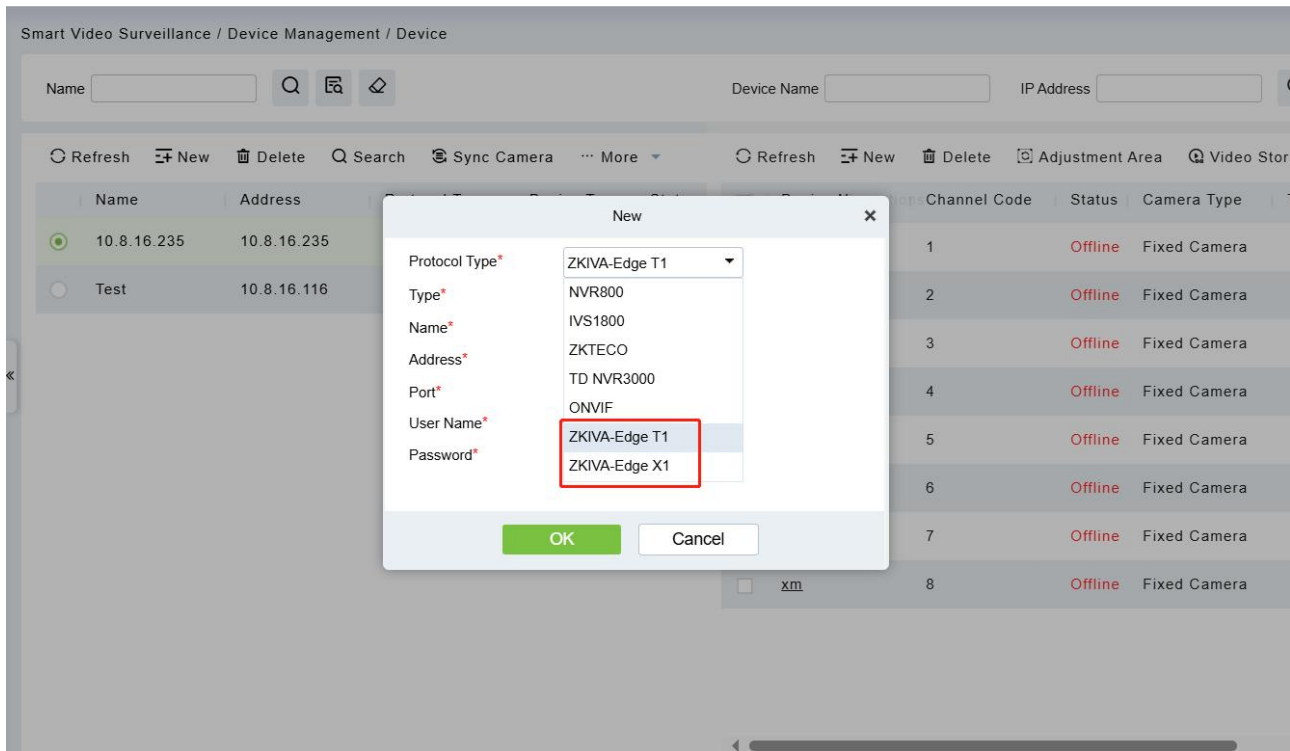 Smart Video Surveillance / Device Management / Device
Name
Device Name IP Address
Refresh New Delete Search Sync Camera ··· More
Refresh New Delete Adjustment Area Video Stor
Name Address
Channel Code Status Camera Type
10.8.16.235 10.8.16.235
Test 10.8.16.116
New ×
Protocol Type* ZKIVA-Edge T1
Type*
Name*
Address*
Port*
User Name*
Password*
NVR800
IVS1800
ZKTECO
TD NVR3000
ONVIF
ZKIVA-Edge T1
ZKIVA-Edge X1
OK Cancel
1 Offline Fixed Camera
2 Offline Fixed Camera
3 Offline Fixed Camera
4 Offline Fixed Camera
5 Offline Fixed Camera
6 Offline Fixed Camera
7 Offline Fixed Camera
xm 8 Offline Fixed Camera